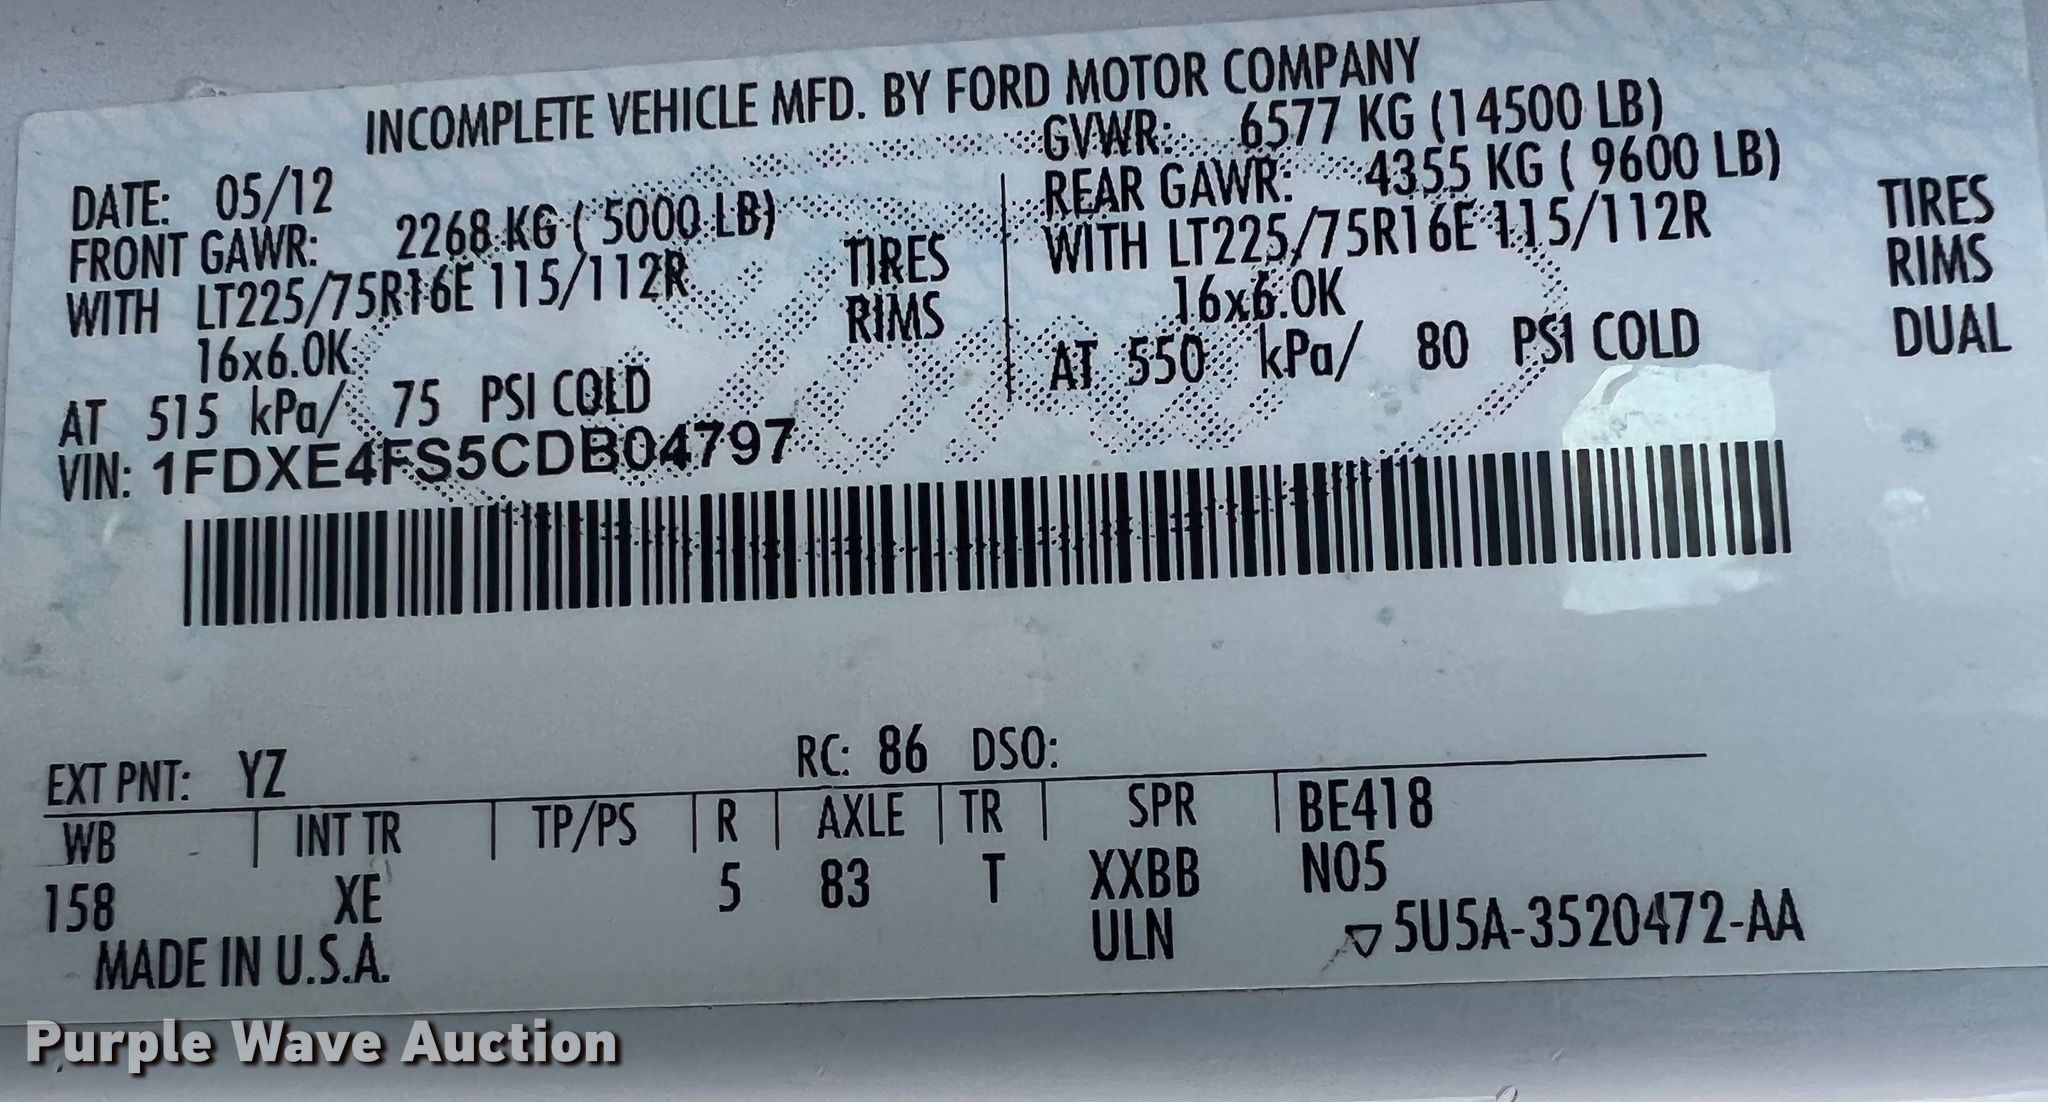 INCOMPLETE VEHICLE MFD. BY FORD MOTOR COMPANY
DATE: 05/12
FRONT GAWR: 2268 KG ( 5000 LB)
WITH LT225/75R16E 115/112R TIRES
16x6.0K RIMS
AT 515 kPa/ 75 PSI COLD
GVWR: 6577 KG (14500 LB)
REAR GAWR: 4355 KG ( 9600 LB)
WITH LT225/75R16E 115/112R TIRES
16x6.0K RIMS
AT 550 kPa/ 80 PSI COLD DUAL
VIN: 1FDXE4FS5CDB04797
EXT PNT: YZ RC: 86 DSO:
WB INT TR TP/PS R AXLE TR SPR BE418
158 XE 5 83 T XXBB N05
ULN ▽5U5A-3520472-AA
MADE IN U.S.A.
Purple Wave Auction